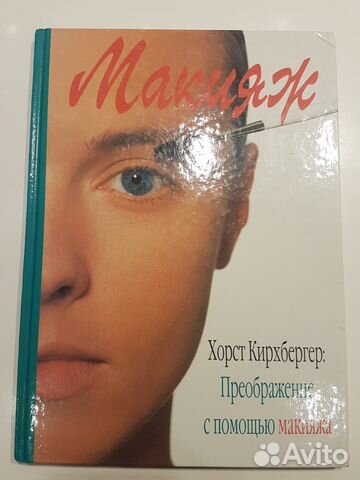 Макияж
Хорст Кирхбергер:
Преображение
с помощью макияжа
Avito